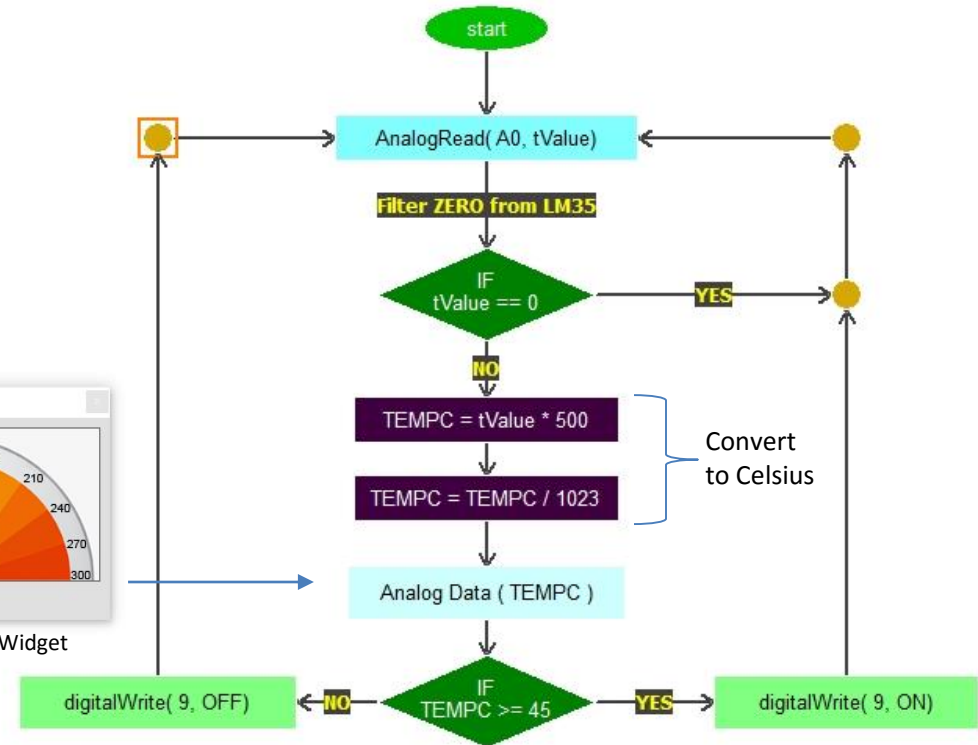 start
AnalogRead( A0, tValue)
Filter ZERO from LM35
IF
tValue == 0
YES
NO
TEMPC = tValue * 500
TEMPC = TEMPC / 1023
Convert
to Celsius
210
240
270
300
Widget
Analog Data ( TEMPC )
IF
TEMPC >= 45
NO
YES
digitalWrite( 9, OFF)
digitalWrite( 9, ON)